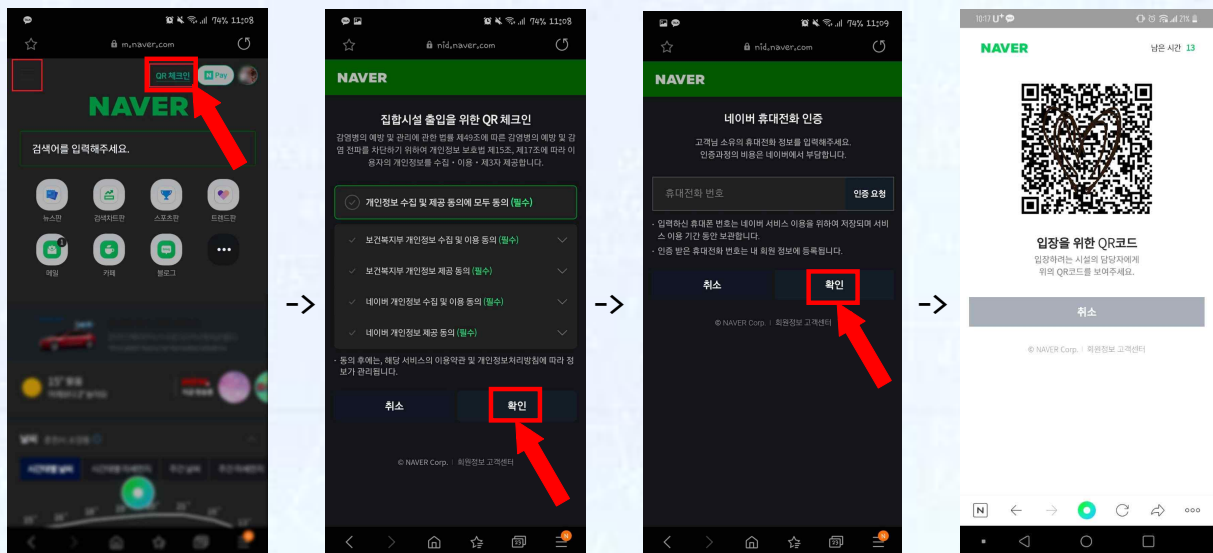 74% 11:08
m.naver.com
QR 체크인
N Pay
NAVER
검색어를 입력해주세요.
뉴스판
검색차트판
스포츠판
트렌드판
메일
카페
블로그
->
74% 11:08
nid.naver.com
NAVER
집합시설 출입을 위한 QR 체크인
감염병의 예방 및 관리에 관한 법률 제49조에 따른 감염병의 예방 및 감
염 전파를 차단하기 위하여 개인정보 보호법 제15조, 제17조에 따라 이
용자의 개인정보를 수집・이용・제3자 제공합니다.
개인정보 수집 및 제공 동의에 모두 동의 (필수)
보건복지부 개인정보 수집 및 이용 동의 (필수)
보건복지부 개인정보 제공 동의 (필수)
네이버 개인정보 수집 및 이용 동의 (필수)
네이버 개인정보 제공 동의 (필수)
· 동의 후에는, 해당 서비스의 이용약관 및 개인정보처리방침에 따라 정
보가 관리됩니다.
취소
확인
© NAVER Corp. | 회원정보 고객센터
->
74% 11:09
nid.naver.com
NAVER
네이버 휴대전화 인증
고객님 소유의 휴대전화 정보를 입력해주세요.
인증과정의 비용은 네이버에서 부담합니다.
휴대전화 번호
인증 요청
· 입력하신 휴대폰 번호는 네이버 서비스 이용을 위하여 저장되며 서비
스 이용 기간 동안 보관합니다.
· 인증 받은 휴대전화 번호는 내 회원 정보에 등록됩니다.
취소
확인
© NAVER Corp. | 회원정보 고객센터
->
10:17 U+
21%
NAVER
남은 시간 13
입장을 위한 QR코드
입장하려는 시설의 담당자에게
위의 QR코드를 보여주세요.
취소
© NAVER Corp. | 회원정보 고객센터
N